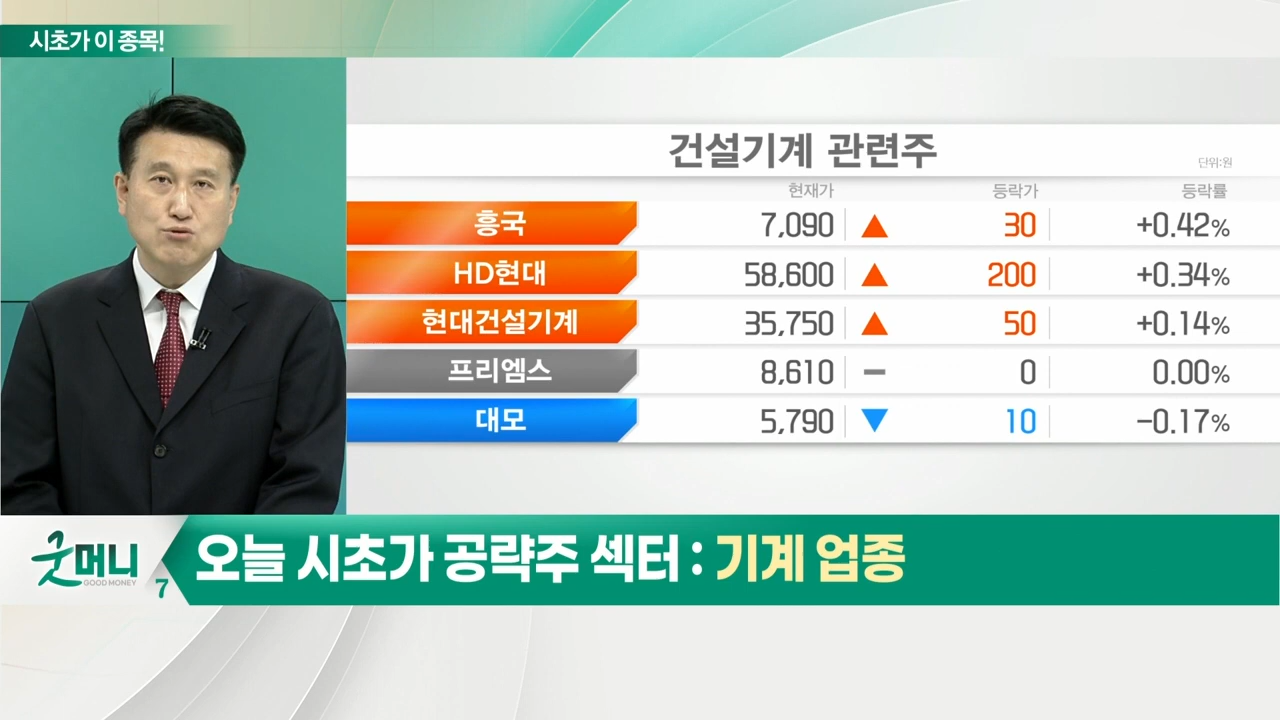 시초가 이 종목!
건설기계 관련주
단위:원
현재가 등락가 등락률
흥국 7,090 ▲ 30 +0.42%
HD현대 58,600 ▲ 200 +0.34%
현대건설기계 35,750 ▲ 50 +0.14%
프리엠스 8,610 - 0 0.00%
대모 5,790 ▼ 10 -0.17%
굿머니
GOOD MONEY
7
오늘 시초가 공략주 섹터 : 기계 업종